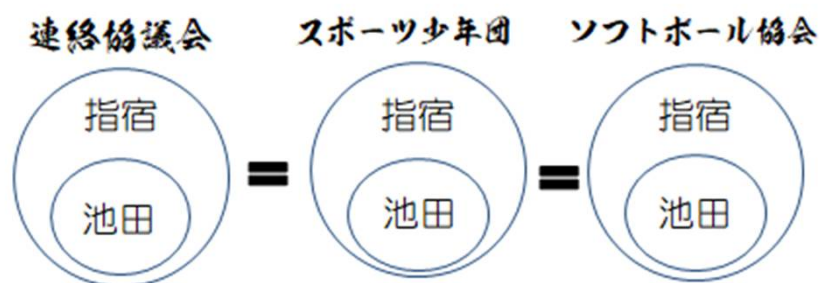 連絡協議会 スポーツ少年団 ソフトボール協会
指宿 指宿 指宿
= =
池田 池田 池田